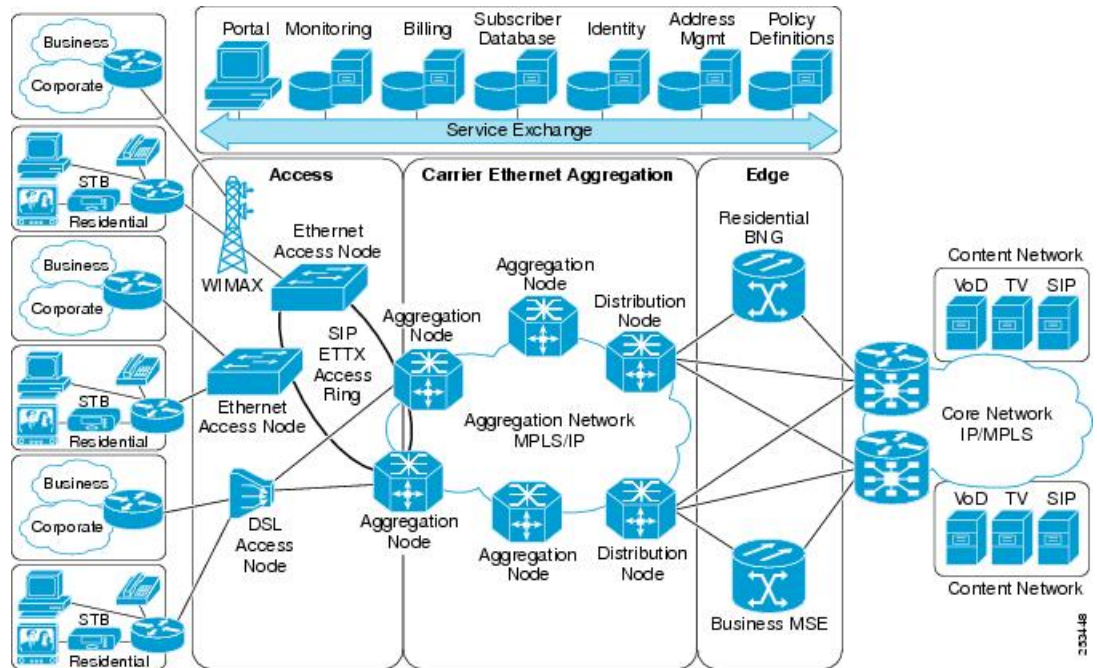 Business
Corporate
STB
Residential
Business
Corporate
STB
Residential
Business
Corporate
STB
Residential
Portal
Monitoring
Billing
Subscriber
Database
Identity
Address
Mgmt
Policy
Definitions
Service Exchange
Access
WIMAX
Ethernet
Access Node
SIP
ETTX
Access
Ring
Ethernet
Access Node
DSL
Access
Node
Carrier Ethernet Aggregation
Aggregation
Node
Aggregation
Node
Distribution
Node
Aggregation Network
MPLS/IP
Aggregation
Node
Aggregation
Node
Distribution
Node
Edge
Residential
BNG
Business MSE
Content Network
VoD TV SIP
Core Network
IP/MPLS
VoD TV SIP
Content Network
253448